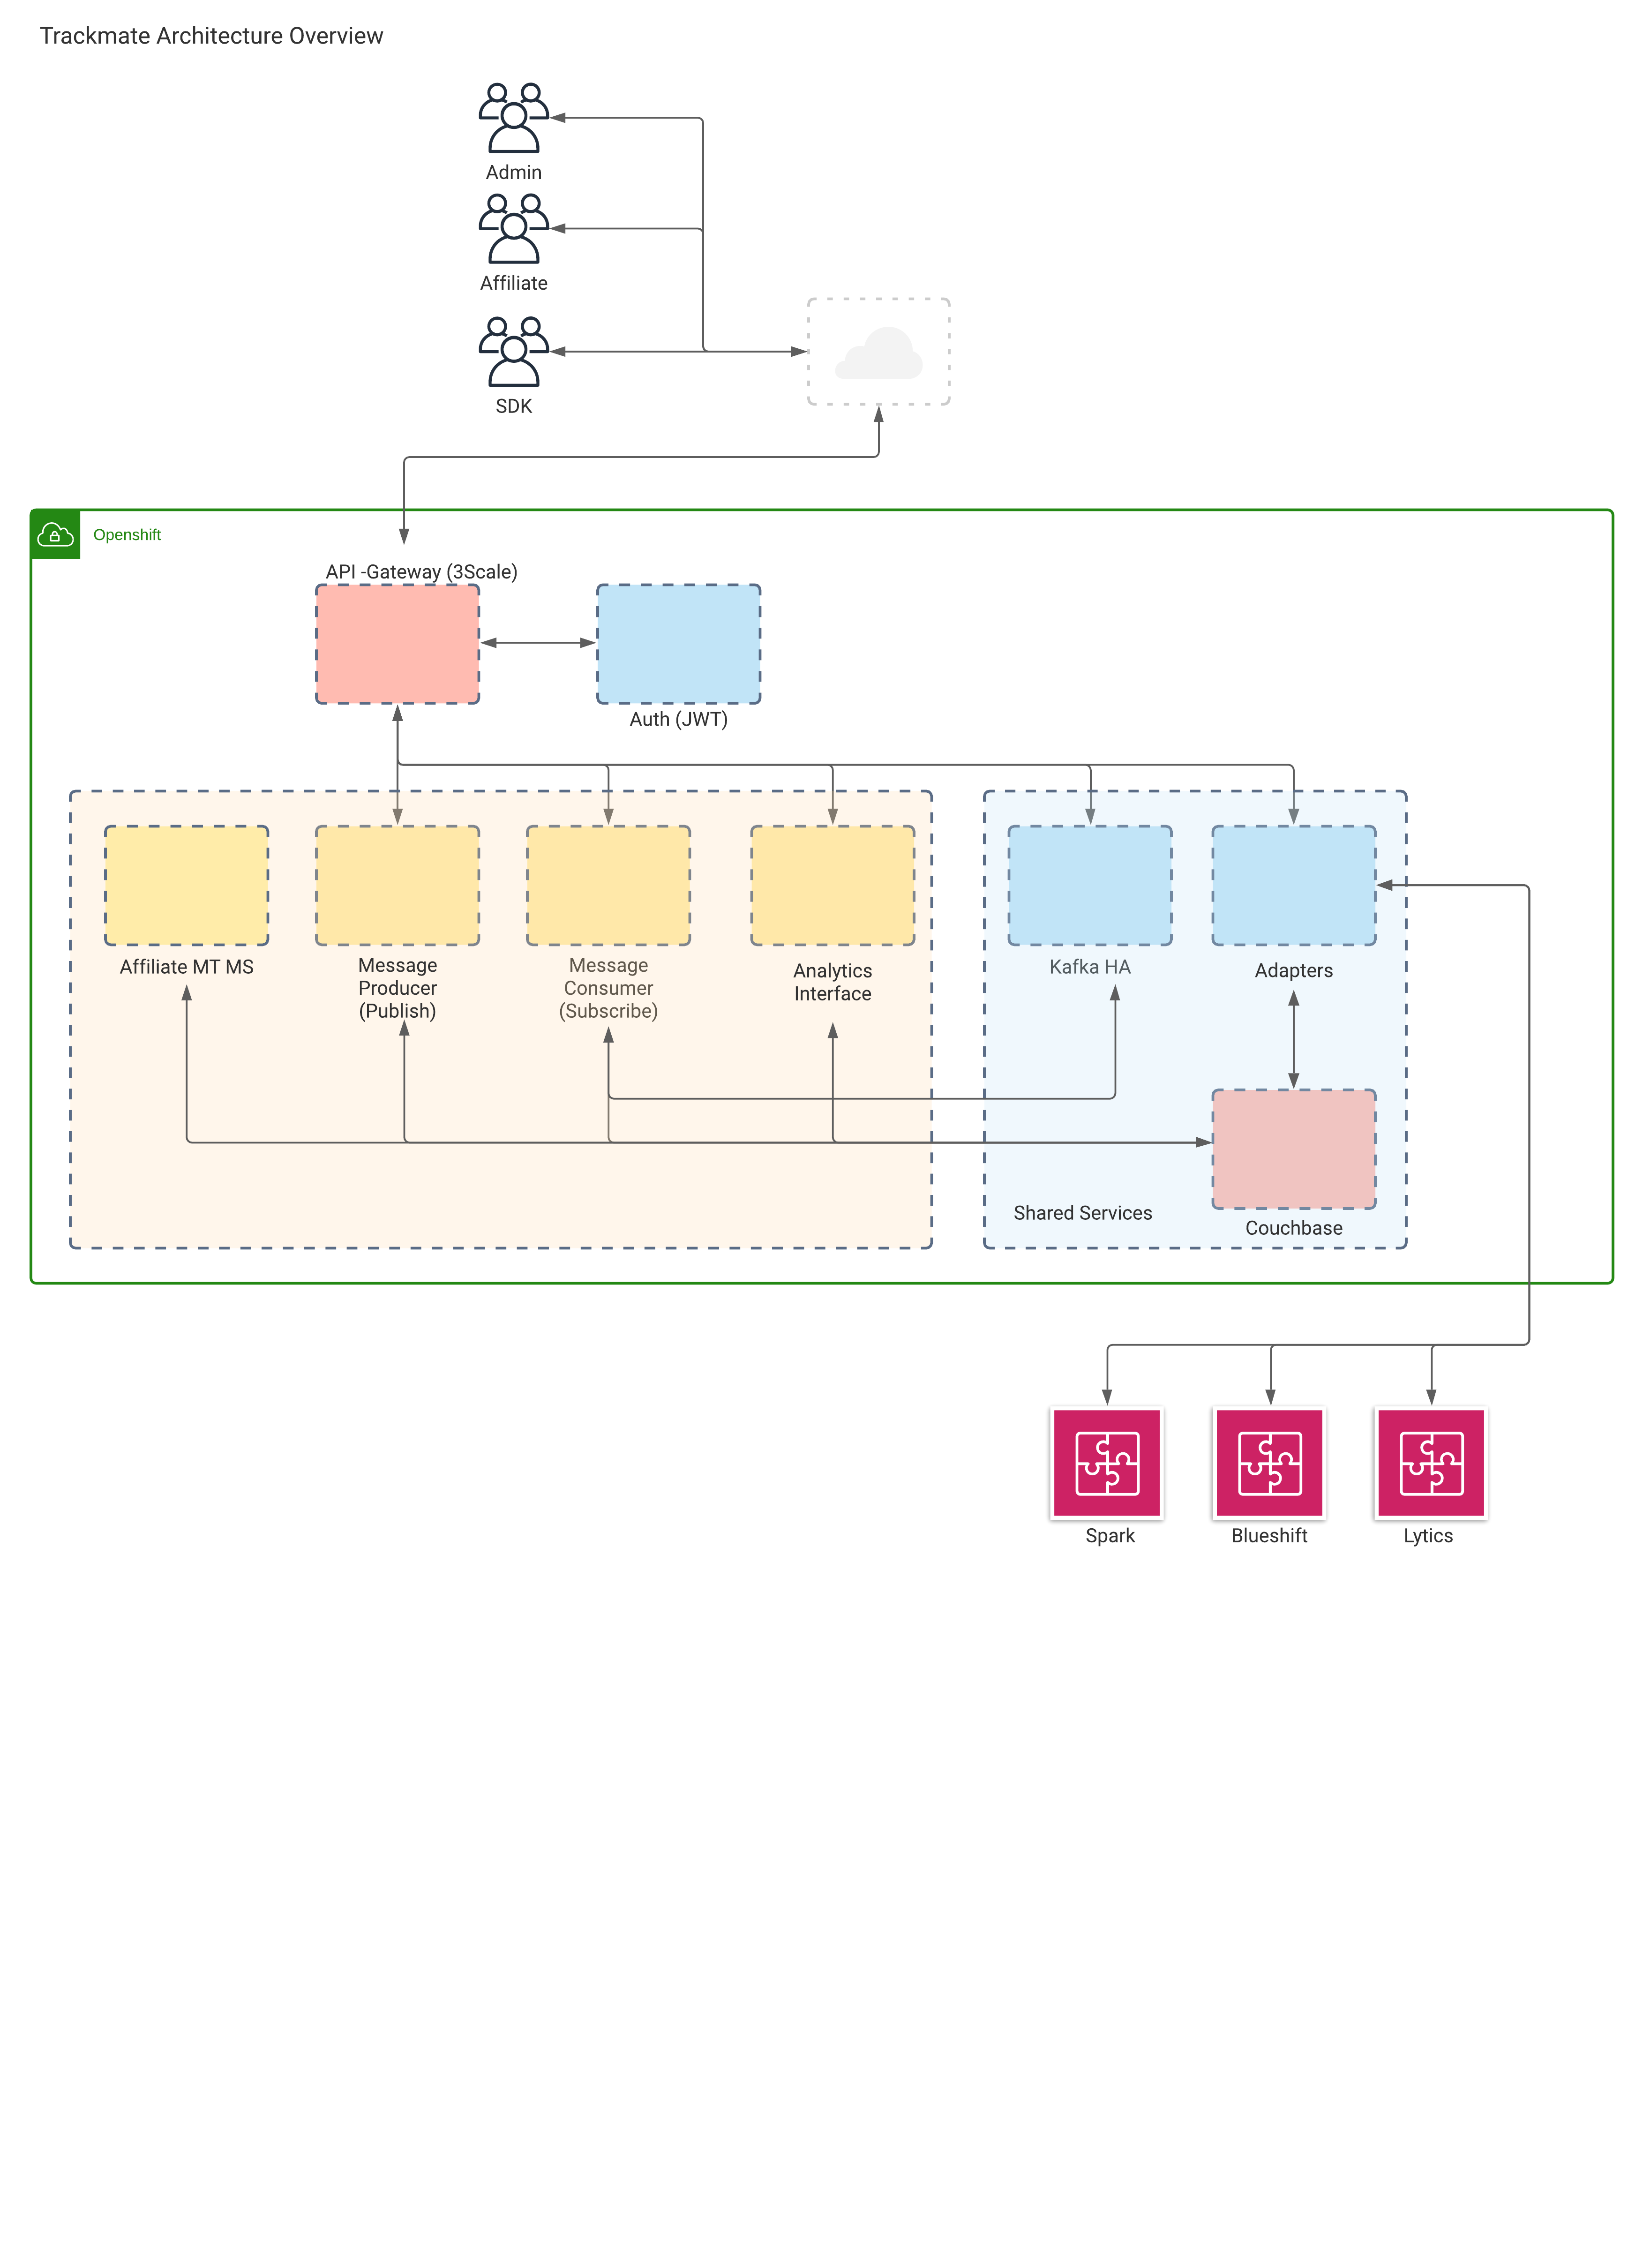 Trackmate Architecture Overview
Admin
Affiliate
SDK
Openshift
API -Gateway (3Scale)
Auth (JWT)
Affiliate MT MS
Message
Producer
(Publish)
Message
Consumer
(Subscribe)
Analytics
Interface
Kafka HA
Adapters
Shared Services
Couchbase
Spark
Blueshift
Lytics